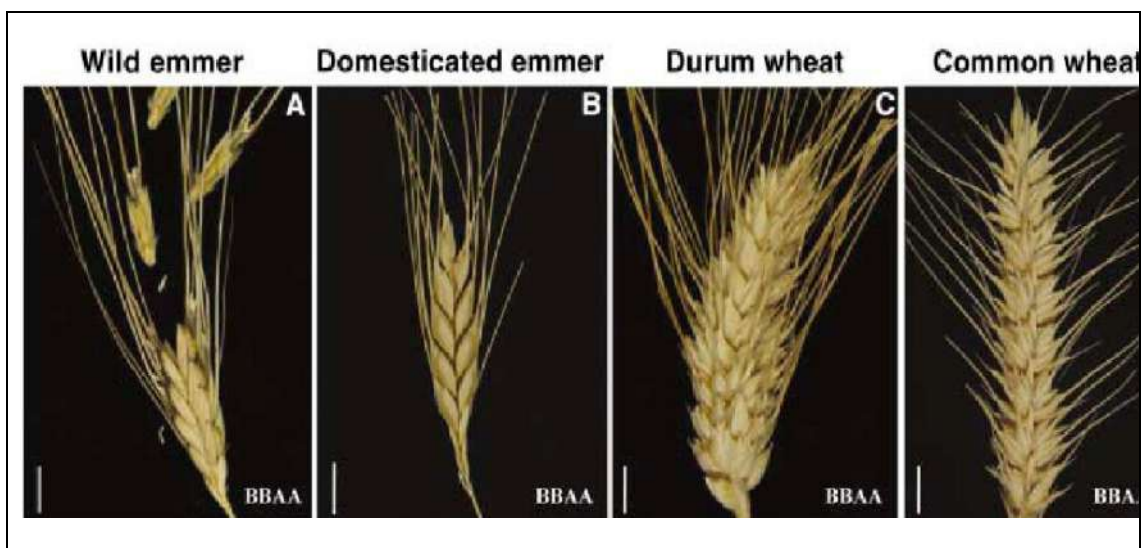 Wild emmer
Domesticated emmer
Durum wheat
Common wheat
A
B
C
BBAA
BBAA
BBAA
BBA